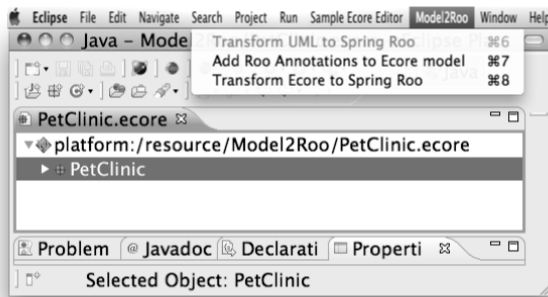 Eclipse File Edit Navigate Search Project Run Sample Ecore Editor Model2Roo Window Help
Java – Model
Transform UML to Spring Roo ⌘6
Add Roo Annotations to Ecore model ⌘7
Transform Ecore to Spring Roo ⌘8
PetClinic.ecore
platform:/resource/Model2Roo/PetClinic.ecore
PetClinic
Problem @ Javadoc Declarati Properti
Selected Object: PetClinic